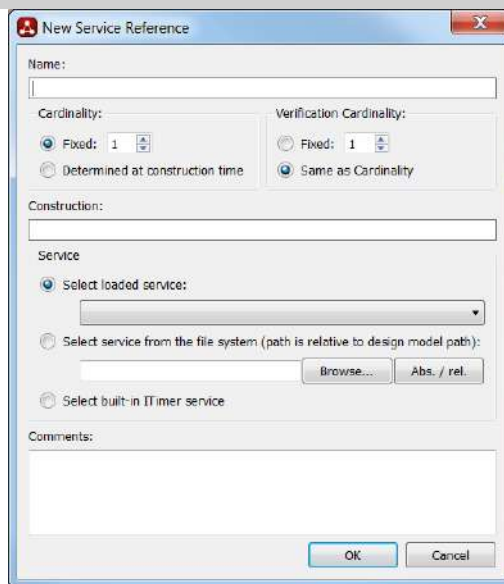 New Service Reference
Name:
Cardinality:
Verification Cardinality:
Fixed: 1
Fixed: 1
Determined at construction time
Same as Cardinality
Construction:
Service
Select loaded service:
Select service from the file system (path is relative to design model path):
Browse... Abs. / rel.
Select built-in ITimer service
Comments:
OK Cancel